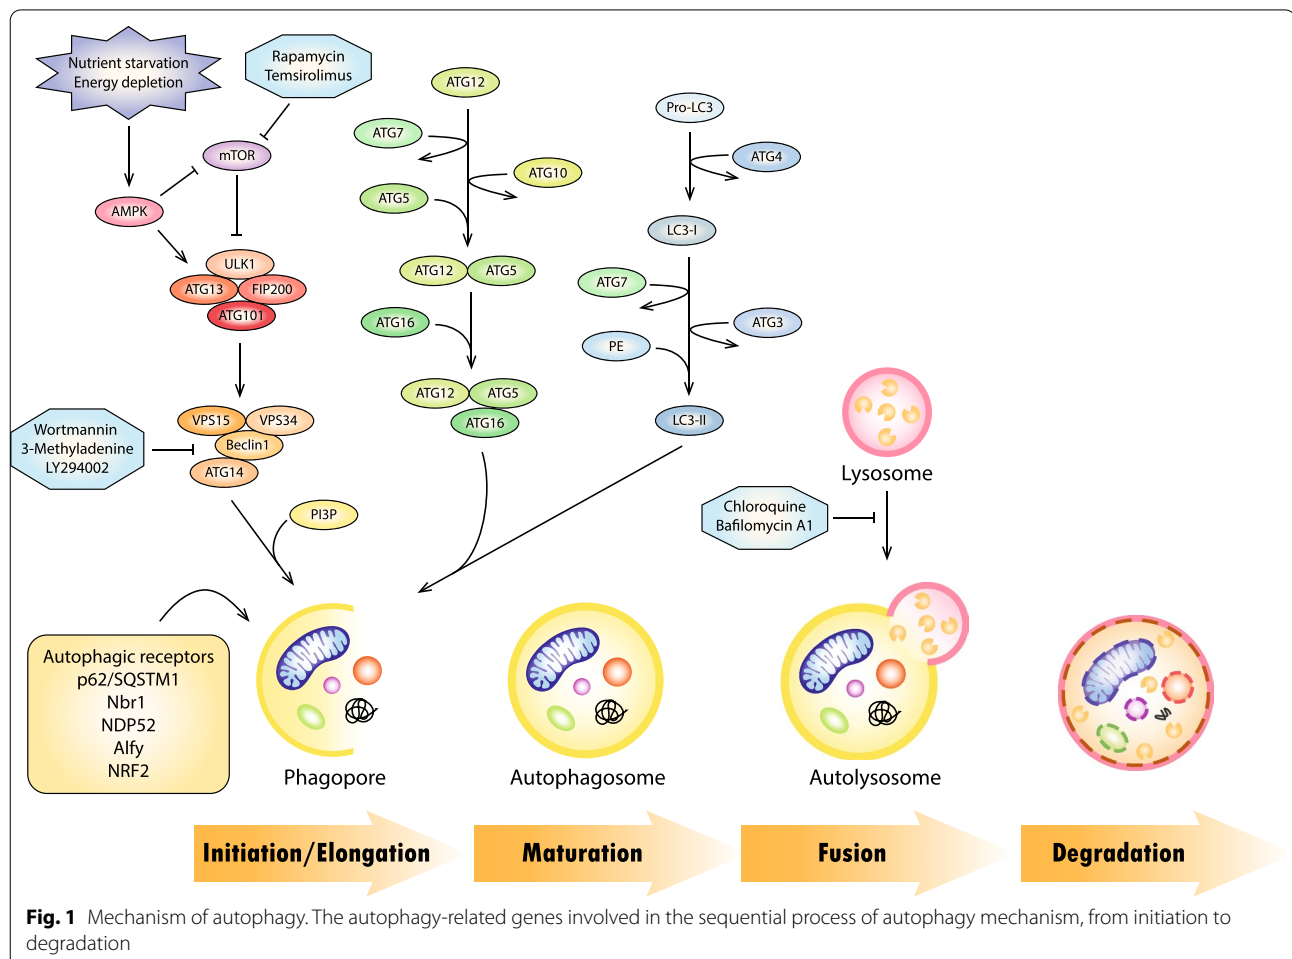 Nutrient starvation
Energy depletion
Rapamycin
Temsirolimus
mTOR
AMPK
ULK1
ATG13
FIP200
ATG101
Wortmannin
3-Methyladenine
LY294002
VPS15
VPS34
Beclin1
ATG14
PI3P
ATG12
ATG7
ATG10
ATG5
ATG12
ATG5
ATG16
ATG12
ATG5
ATG16
Pro-LC3
ATG4
LC3-I
ATG7
ATG3
PE
LC3-II
Lysosome
Chloroquine
Bafilomycin A1
Autophagic receptors
p62/SQSTM1
Nbr1
NDP52
Alfy
NRF2
Phagopore
Autophagosome
Autolysosome
Initiation/Elongation
Maturation
Fusion
Degradation
Fig. 1 Mechanism of autophagy. The autophagy-related genes involved in the sequential process of autophagy mechanism, from initiation to
degradation